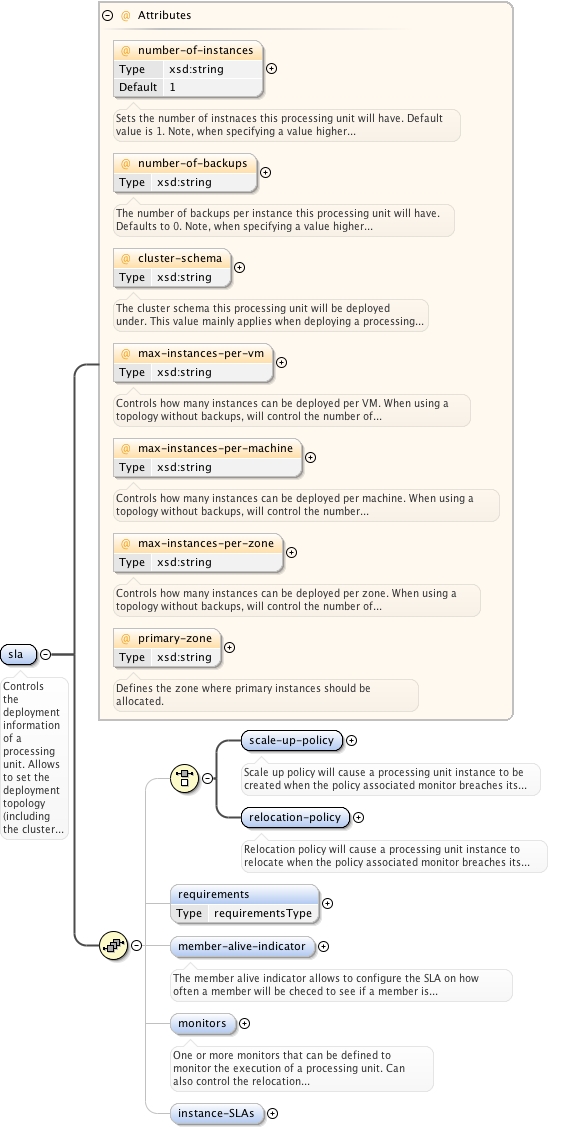 @ Attributes
@ number-of-instances
Type xsd:string
Default 1
Sets the number of instnaces this processing unit will have. Default
value is 1. Note, when specifying a value higher...
@ number-of-backups
Type xsd:string
The number of backups per instance this processing unit will have.
Defaults to 0. Note, when specifying a value higher...
@ cluster-schema
Type xsd:string
The cluster schema this processing unit will be deployed
under. This value mainly applies when deploying a processing...
@ max-instances-per-vm
Type xsd:string
Controls how many instances can be deployed per VM. When using a
topology without backups, will control the number of...
@ max-instances-per-machine
Type xsd:string
Controls how many instances can be deployed per machine. When using a
topology without backups, will control the number...
@ max-instances-per-zone
Type xsd:string
Controls how many instances can be deployed per zone. When using a
topology without backups, will control the number of...
@ primary-zone
Type xsd:string
Defines the zone where primary instances should be
allocated.
sla
Controls
the
deployment
information
of a
processing
unit. Allows
to set the
deployment
topology
(including
the cluster...
scale-up-policy
Scale up policy will cause a processing unit instance to be
created when the policy associated monitor breaches its...
relocation-policy
Relocation policy will cause a processing unit instance to
relocate when the policy associated monitor breaches its...
requirements
Type requirementsType
member-alive-indicator
The member alive indicator allows to configure the SLA on how
often a member will be checed to see if a member is...
monitors
One or more monitors that can be defined to
monitor the execution of a processing unit. Can
also control the relocation...
instance-SLAs